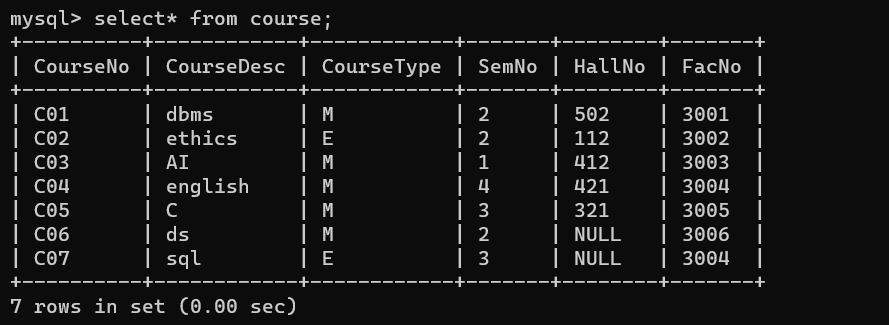 mysql> select* from course;
+----------+------------+------------+-------+--------+-------+
| CourseNo | CourseDesc | CourseType | SemNo | HallNo | FacNo |
+----------+------------+------------+-------+--------+-------+
| C01      | dbms       | M          | 2     | 502    | 3001  |
| C02      | ethics     | E          | 2     | 112    | 3002  |
| C03      | AI         | M          | 1     | 412    | 3003  |
| C04      | english    | M          | 4     | 421    | 3004  |
| C05      | C          | M          | 3     | 321    | 3005  |
| C06      | ds         | M          | 2     | NULL   | 3006  |
| C07      | sql        | E          | 3     | NULL   | 3004  |
+----------+------------+------------+-------+--------+-------+
7 rows in set (0.00 sec)